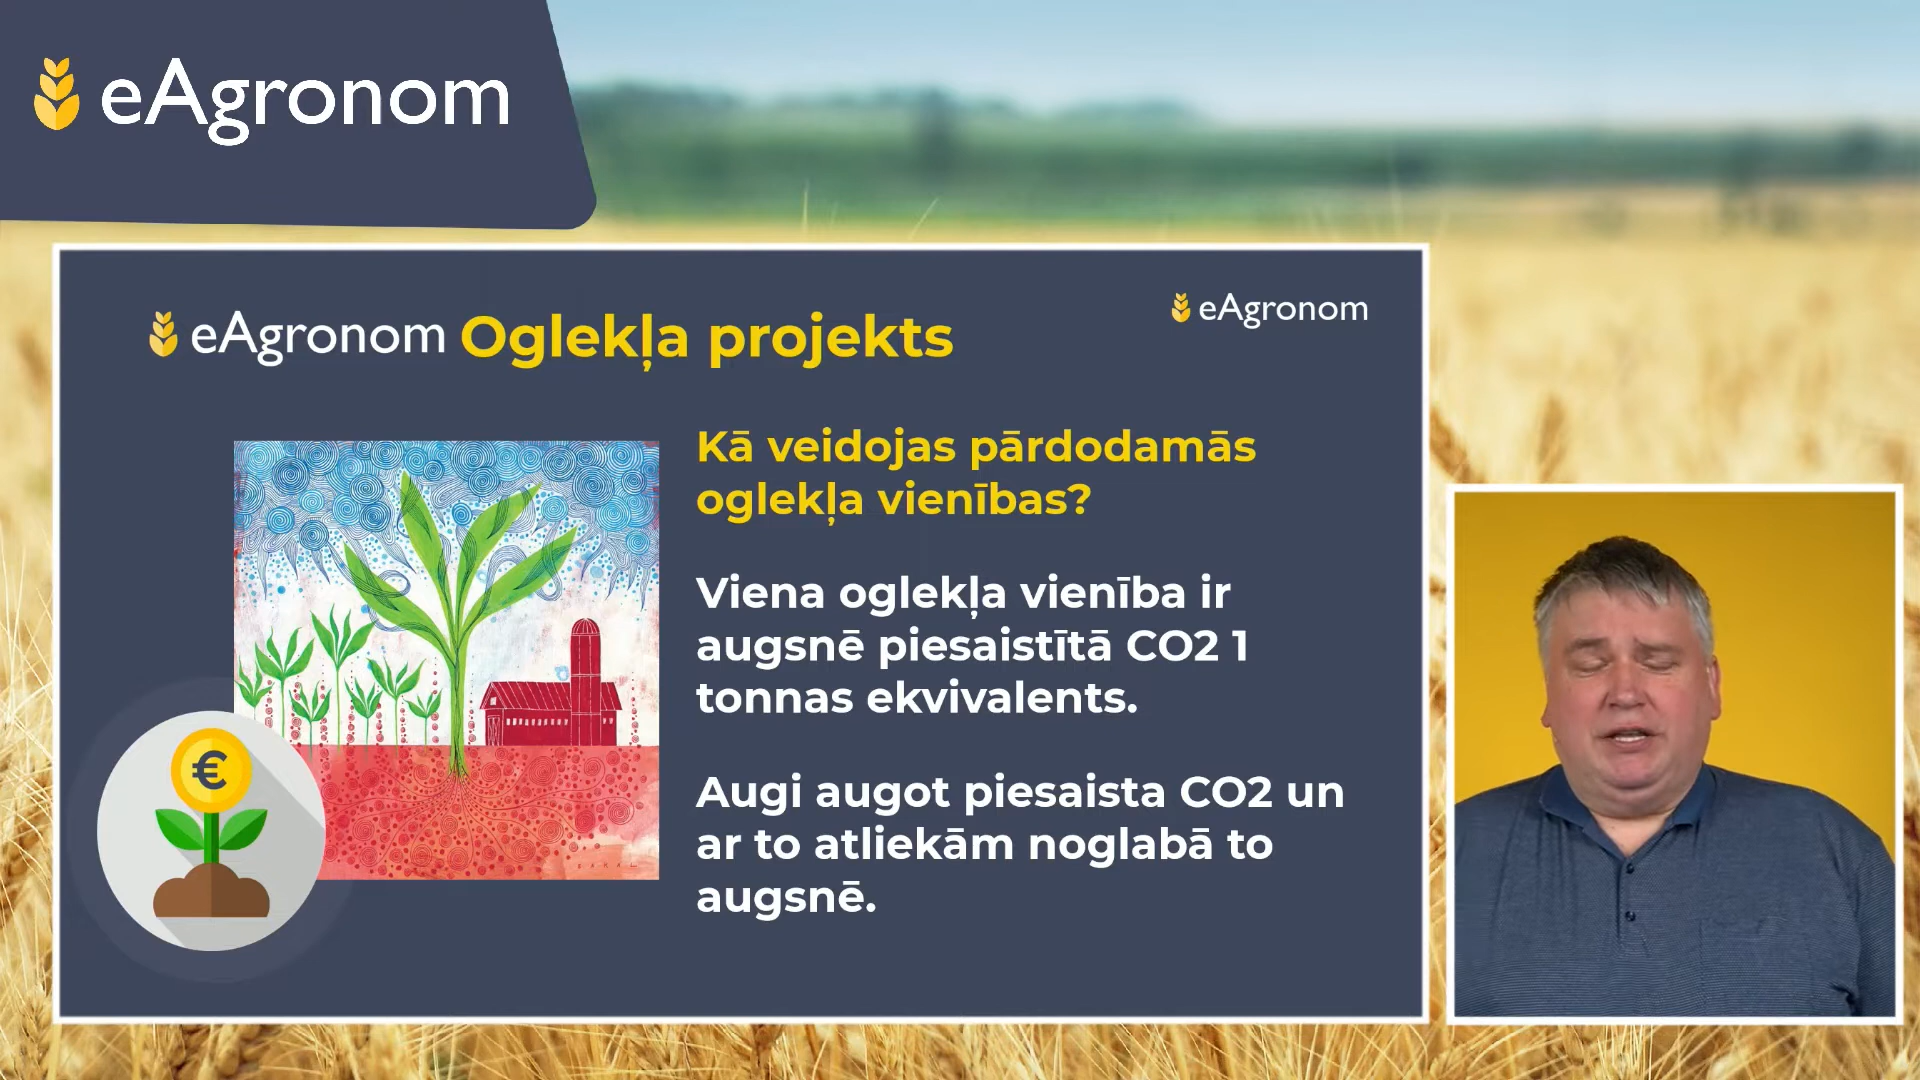 eAgronom
eAgronom Oglekļa projekts
eAgronom
Kā veidojas pārdodamās
oglekļa vienības?
Viena oglekļa vienība ir
augsnē piesaistītā CO2 1
tonnas ekvivalents.
Augi augot piesaista CO2 un
ar to atliekām noglabā to
augsnē.
€